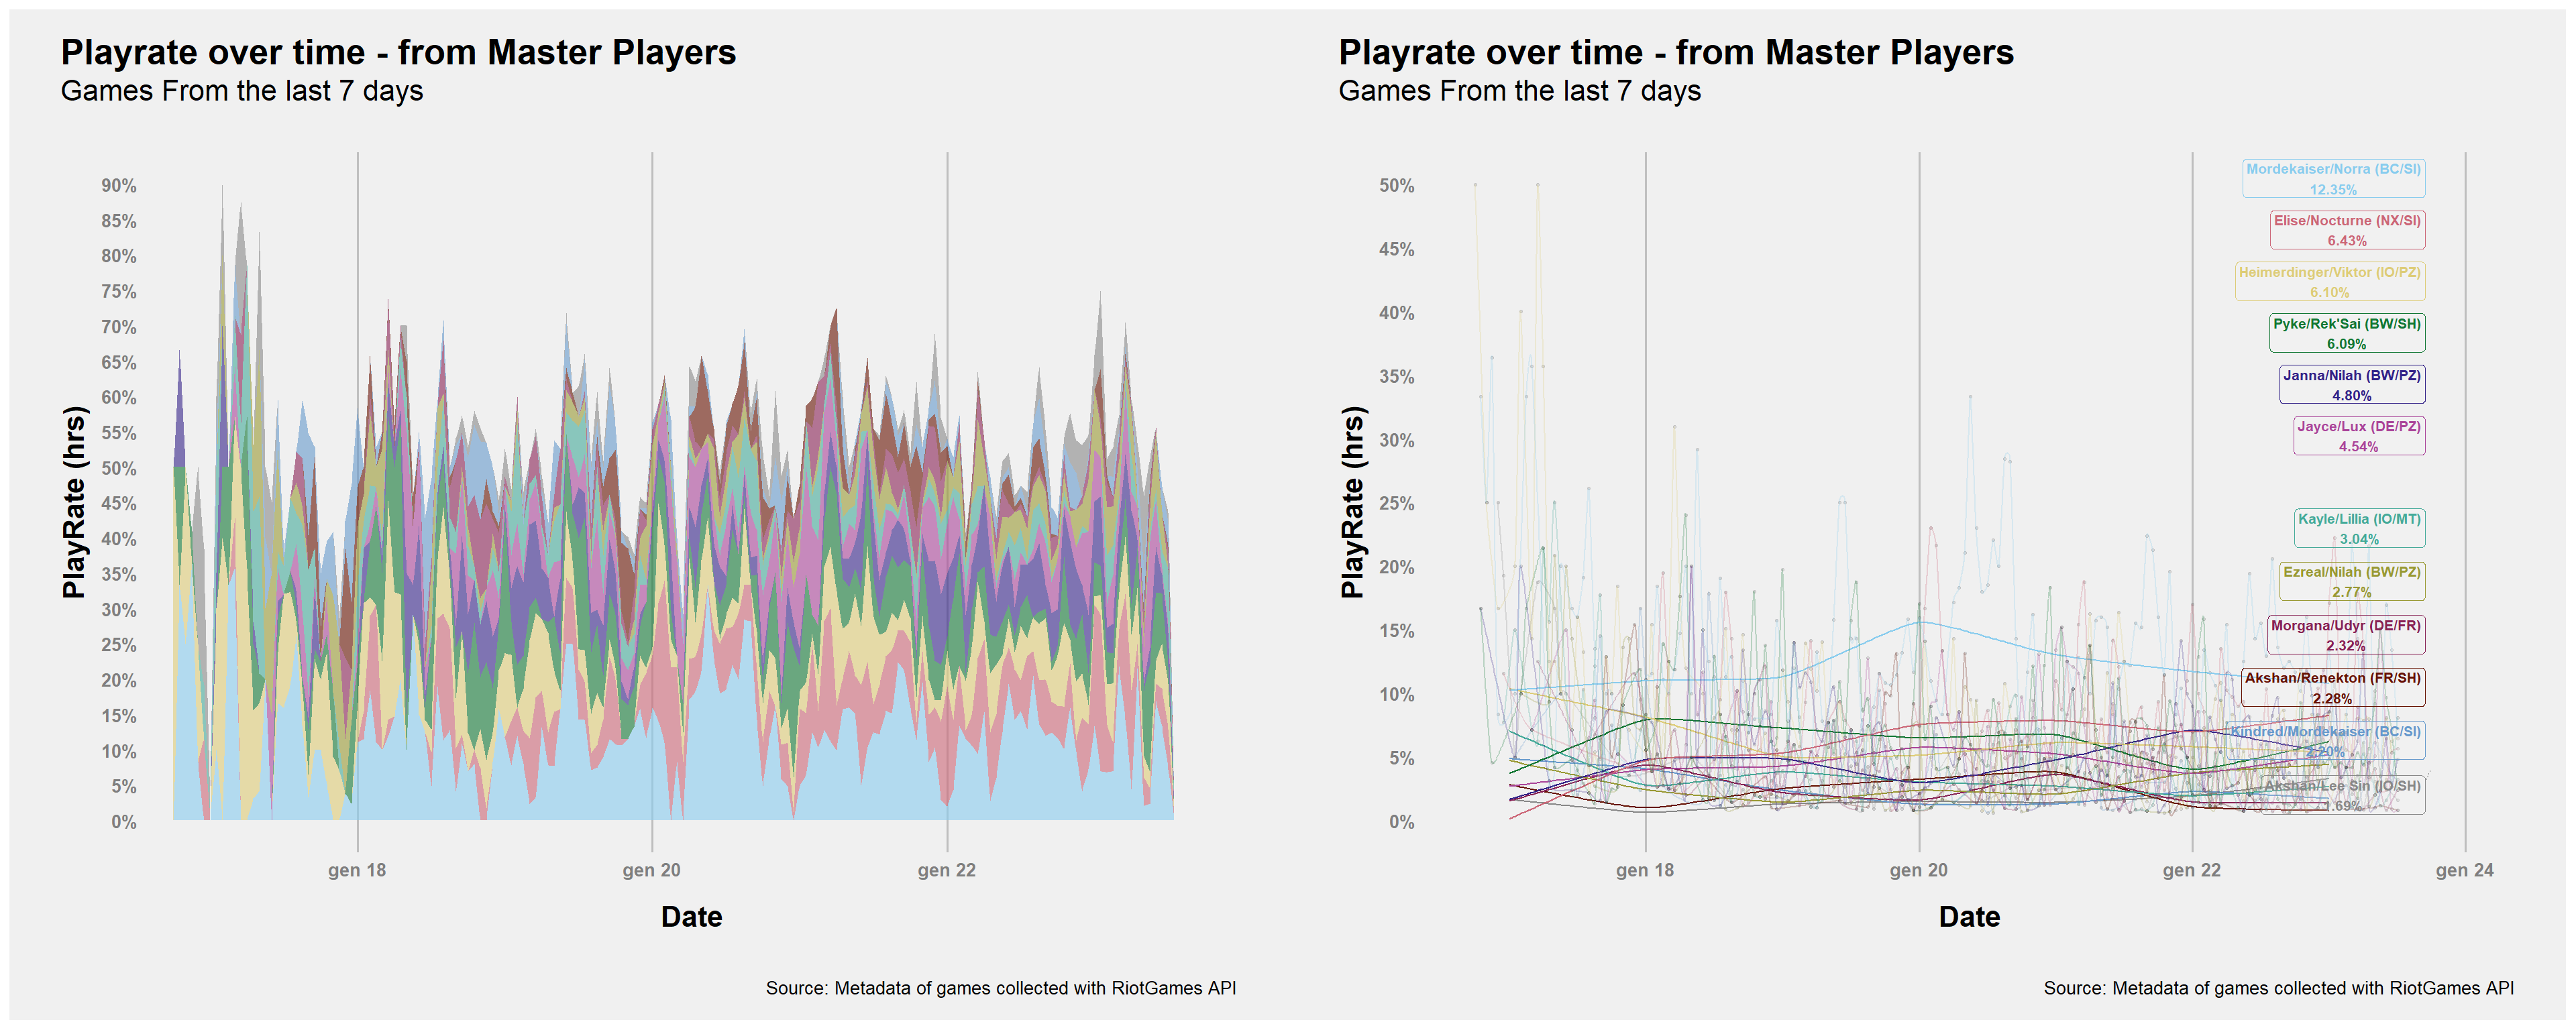 Playrate over time - from Master Players
Games From the last 7 days
90%
85%
80%
75%
70%
65%
60%
55%
50%
45%
40%
35%
30%
25%
20%
15%
10%
5%
0%
PlayRate (hrs)
gen 18
gen 20
gen 22
Date
Source: Metadata of games collected with RiotGames API
Playrate over time - from Master Players
Games From the last 7 days
50%
45%
40%
35%
30%
25%
20%
15%
10%
5%
0%
PlayRate (hrs)
Mordekaiser/Norra (BC/SI)
12.35%
Elise/Nocturne (NX/SI)
6.43%
Heimerdinger/Viktor (IO/PZ)
6.10%
Pyke/Rek'Sai (BW/SH)
6.09%
Janna/Nilah (BW/PZ)
4.80%
Jayce/Lux (DE/PZ)
4.54%
Kayle/Lillia (IO/MT)
3.04%
Ezreal/Nilah (BW/PZ)
2.77%
Morgana/Udyr (DE/FR)
2.32%
Akshan/Renekton (FR/SH)
2.28%
Kindred/Mordekaiser (BC/SI)
2.20%
Akshan/Lee Sin (IO/SH)
1.69%
gen 18
gen 20
gen 22
gen 24
Date
Source: Metadata of games collected with RiotGames API